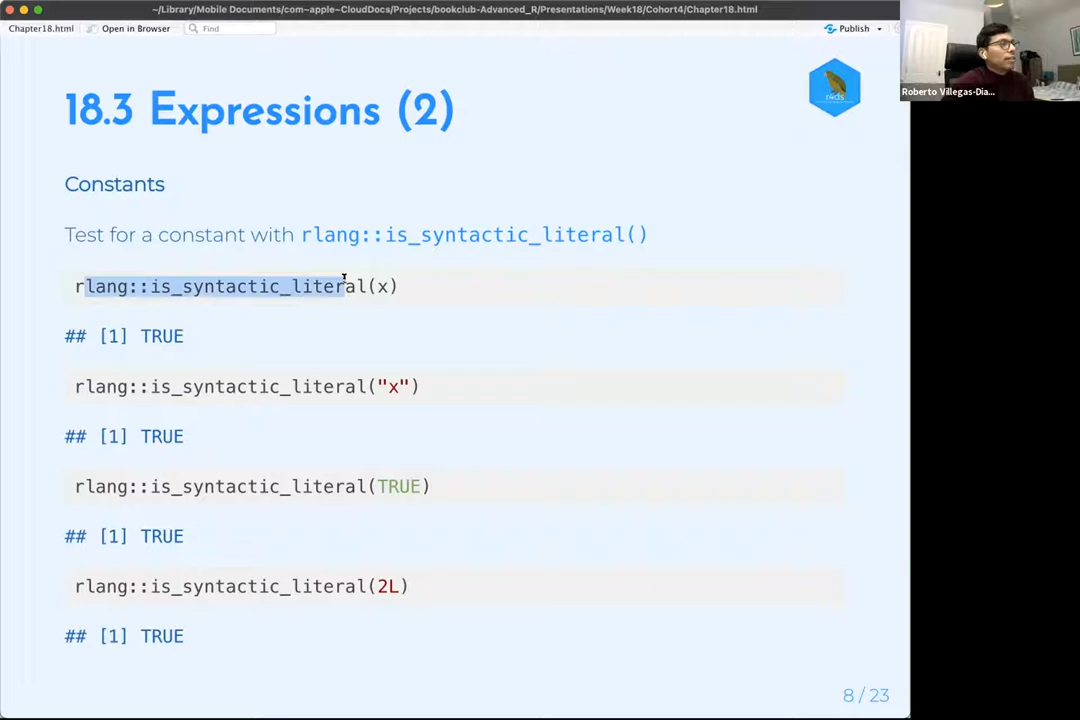 ~/Library/Mobile Documents/com~apple~CloudDocs/Projects/bookclub-Advanced_R/Presentations/Week18/Cohort4/Chapter18.html
Chapter18.html Open in Browser Find Publish
Roberto Villegas-Dia...
18.3 Expressions (2)
r4ds
Constants
Test for a constant with rlang::is_syntactic_literal()
rlang::is_syntactic_literal(x)
## [1] TRUE
rlang::is_syntactic_literal("x")
## [1] TRUE
rlang::is_syntactic_literal(TRUE)
## [1] TRUE
rlang::is_syntactic_literal(2L)
## [1] TRUE
8 / 23